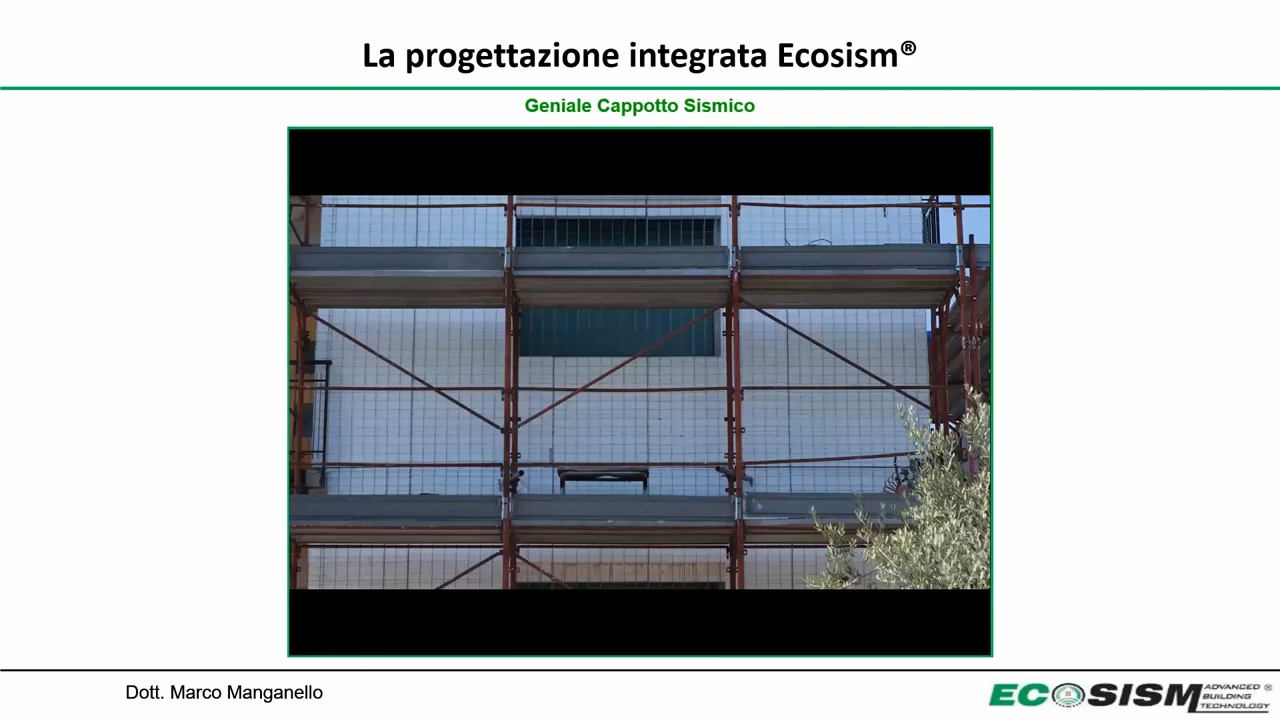 La progettazione integrata Ecosism®
Geniale Cappotto Sismico
Dott. Marco Manganello
ECOSISM ADVANCED ®
BUILDING
TECHNOLOGY